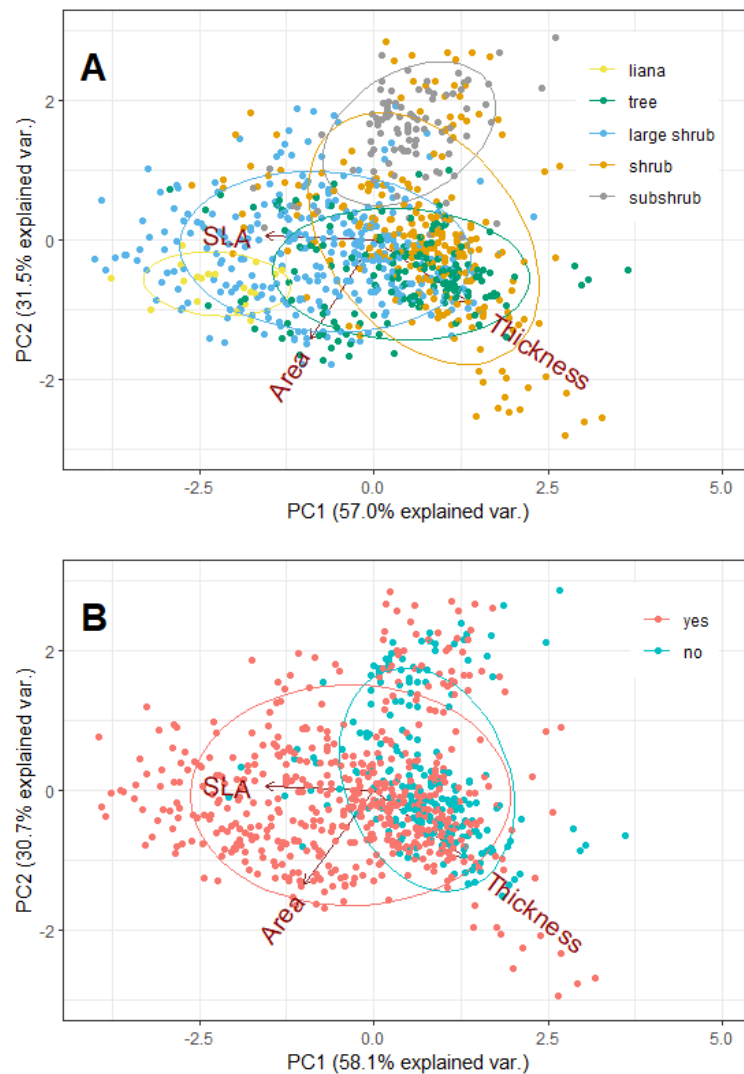 A
liana
tree
large shrub
shrub
subshrub
2
0
-2
PC2 (31.5% explained var.)
SLA
Area
Thickness
-2.5
0.0
2.5
5.0
PC1 (57.0% explained var.)
B
yes
no
2
0
-2
PC2 (30.7% explained var.)
SLA
Area
Thickness
-2.5
0.0
2.5
5.0
PC1 (58.1% explained var.)